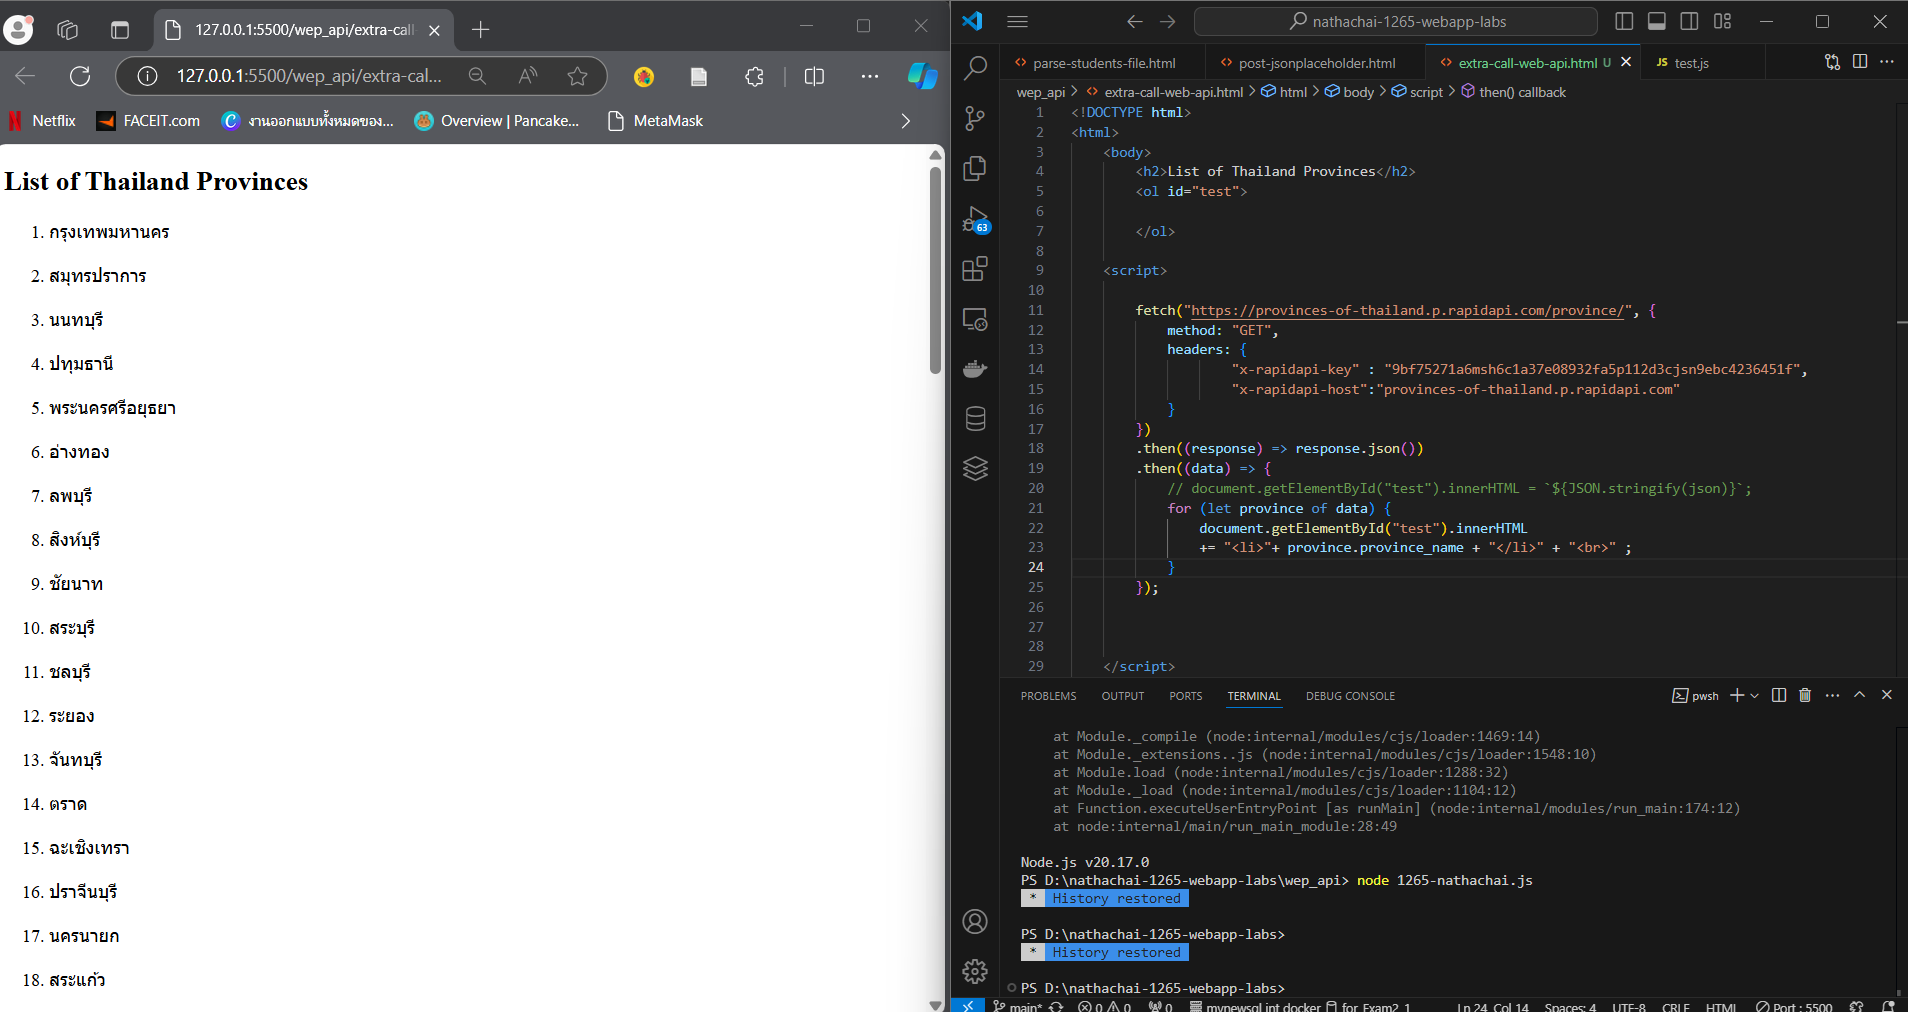 127.0.0.1:5500/wep_api/extra-call
127.0.0.1:5500/wep_api/extra-cal...
Netflix
FACEIT.com
งานออกแบบทั้งหมดของ...
Overview | Pancake...
MetaMask
List of Thailand Provinces
1. กรุงเทพมหานคร
2. สมุทรปราการ
3. นนทบุรี
4. ปทุมธานี
5. พระนครศรีอยุธยา
6. อ่างทอง
7. ลพบุรี
8. สิงห์บุรี
9. ชัยนาท
10. สระบุรี
11. ชลบุรี
12. ระยอง
13. จันทบุรี
14. ตราด
15. ฉะเชิงเทรา
16. ปราจีนบุรี
17. นครนายก
18. สระแก้ว
nathachai-1265-webapp-labs
parse-students-file.html
post-jsonplaceholder.html
extra-call-web-api.html U
JS test.js
wep_api > extra-call-web-api.html > html > body > script > then() callback
63
1 <!DOCTYPE html>
2 <html>
3 <body>
4 <h2>List of Thailand Provinces</h2>
5 <ol id="test">
6
7 </ol>
8
9 <script>
10
11 fetch("https://provinces-of-thailand.p.rapidapi.com/province/", {
12 method: "GET",
13 headers: {
14 "x-rapidapi-key" : "9bf75271a6msh6c1a37e08932fa5p112d3cjsn9ebc4236451f",
15 "x-rapidapi-host":"provinces-of-thailand.p.rapidapi.com"
16 }
17 })
18 .then((response) => response.json())
19 .then((data) => {
20 // document.getElementById("test").innerHTML = `${JSON.stringify(json)}`;
21 for (let province of data) {
22 document.getElementById("test").innerHTML
23 += "<li>"+ province.province_name + "</li>" + "<br>" ;
24 }
25 });
26
27
28
29 </script>
PROBLEMS OUTPUT PORTS TERMINAL DEBUG CONSOLE
pwsh
at Module._compile (node:internal/modules/cjs/loader:1469:14)
at Module._extensions..js (node:internal/modules/cjs/loader:1548:10)
at Module.load (node:internal/modules/cjs/loader:1288:32)
at Module._load (node:internal/modules/cjs/loader:1104:12)
at Function.executeUserEntryPoint [as runMain] (node:internal/modules/run_main:174:12)
at node:internal/main/run_main_module:28:49
Node.js v20.17.0
PS D:\nathachai-1265-webapp-labs\wep_api> node 1265-nathachai.js
* History restored
PS D:\nathachai-1265-webapp-labs>
* History restored
PS D:\nathachai-1265-webapp-labs>
main* 0 0 0 mynewsql int docker for_Exam2_1 Ln 24, Col 14 Spaces: 4 UTF-8 CRLF HTML Port : 5500